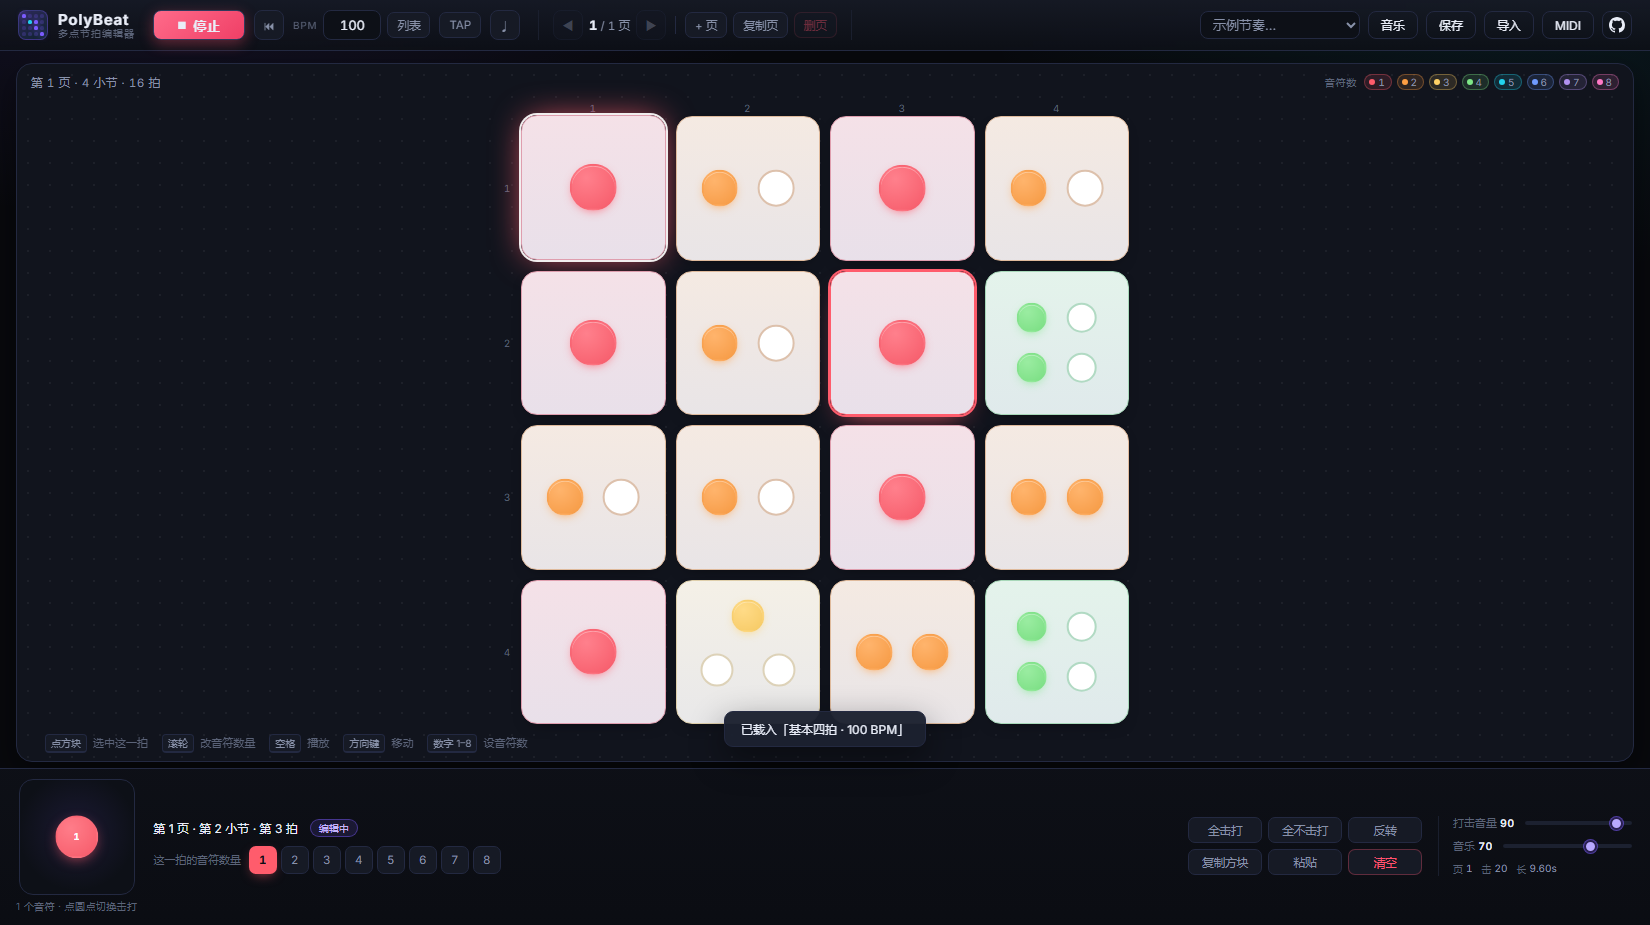 PolyBeat
多点节拍编辑器
停止
BPM
100
列表
TAP
♩
1 / 1 页
+ 页
复制页
删页
示例节奏...
音乐
保存
导入
MIDI
第 1 页 · 4 小节 · 16 拍
音符数
1
2
3
4
5
6
7
8
1
2
3
4
1
2
3
4
已载入「基本四拍 · 100 BPM」
点方块 选中这一拍 滚轮 改音符数量 空格 播放 方向键 移动 数字 1–8 设音符数
1
1 个音符 · 点圆点切换击打
第 1 页 · 第 2 小节 · 第 3 拍
编辑中
这一拍的音符数量
1
2
3
4
5
6
7
8
全击打
全不击打
反转
复制方块
粘贴
清空
打击音量 90
音乐 70
页 1 击 20 长 9.60s